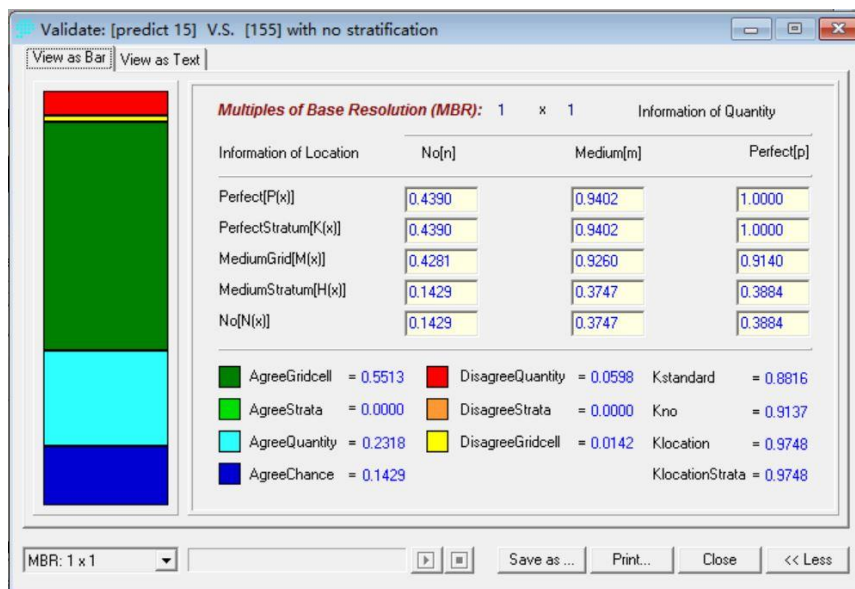 Validate: [predict 15] V.S. [155] with no stratification
View as Bar View as Text
Multiples of Base Resolution (MBR): 1 x 1 Information of Quantity
Information of Location No[n] Medium[m] Perfect[p]
Perfect[P(x)] 0.4390 0.9402 1.0000
PerfectStratum[K(x)] 0.4390 0.9402 1.0000
MediumGrid[M(x)] 0.4281 0.9260 0.9140
MediumStratum[H(x)] 0.1429 0.3747 0.3884
No[N(x)] 0.1429 0.3747 0.3884
AgreeGridcell = 0.5513 DisagreeQuantity = 0.0598 Kstandard = 0.8816
AgreeStrata = 0.0000 DisagreeStrata = 0.0000 Kno = 0.9137
AgreeQuantity = 0.2318 DisagreeGridcell = 0.0142 Klocation = 0.9748
AgreeChance = 0.1429 KlocationStrata = 0.9748
MBR: 1 x 1 Save as ... Print... Close << Less